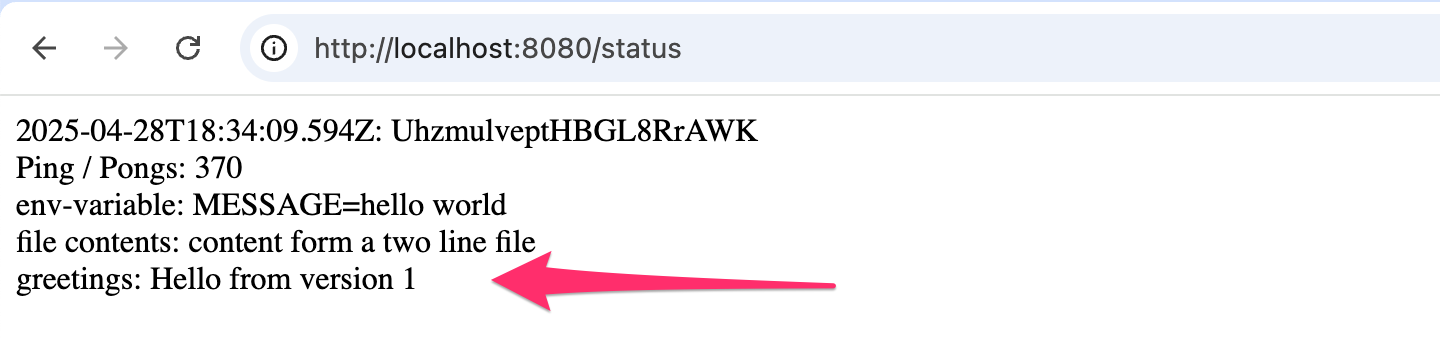 http://localhost:8080/status
2025-04-28T18:34:09.594Z: UhzmulveptHBGL8RrAWK
Ping / Pongs: 370
env-variable: MESSAGE=hello world
file contents: content form a two line file
greetings: Hello from version 1